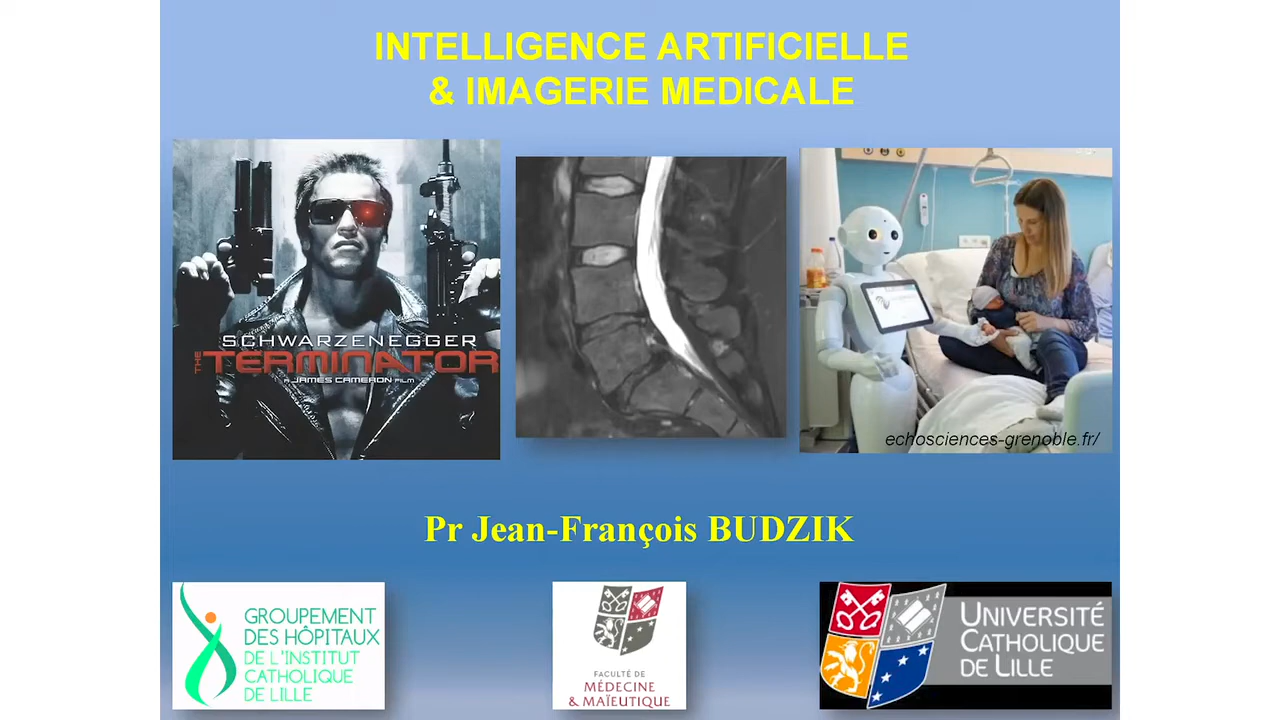 INTELLIGENCE ARTIFICIELLE
& IMAGERIE MEDICALE
SCHWARZENEGGER
THE TERMINATOR
A JAMES CAMERON FILM
echosciences-grenoble.fr/
Pr Jean-François BUDZIK
GROUPEMENT
DES HÔPITAUX
DE L'INSTITUT
CATHOLIQUE
DE LILLE
FACULTÉ DE
MÉDECINE
& MAÏEUTIQUE
UNIVERSITÉ
CATHOLIQUE
DE LILLE